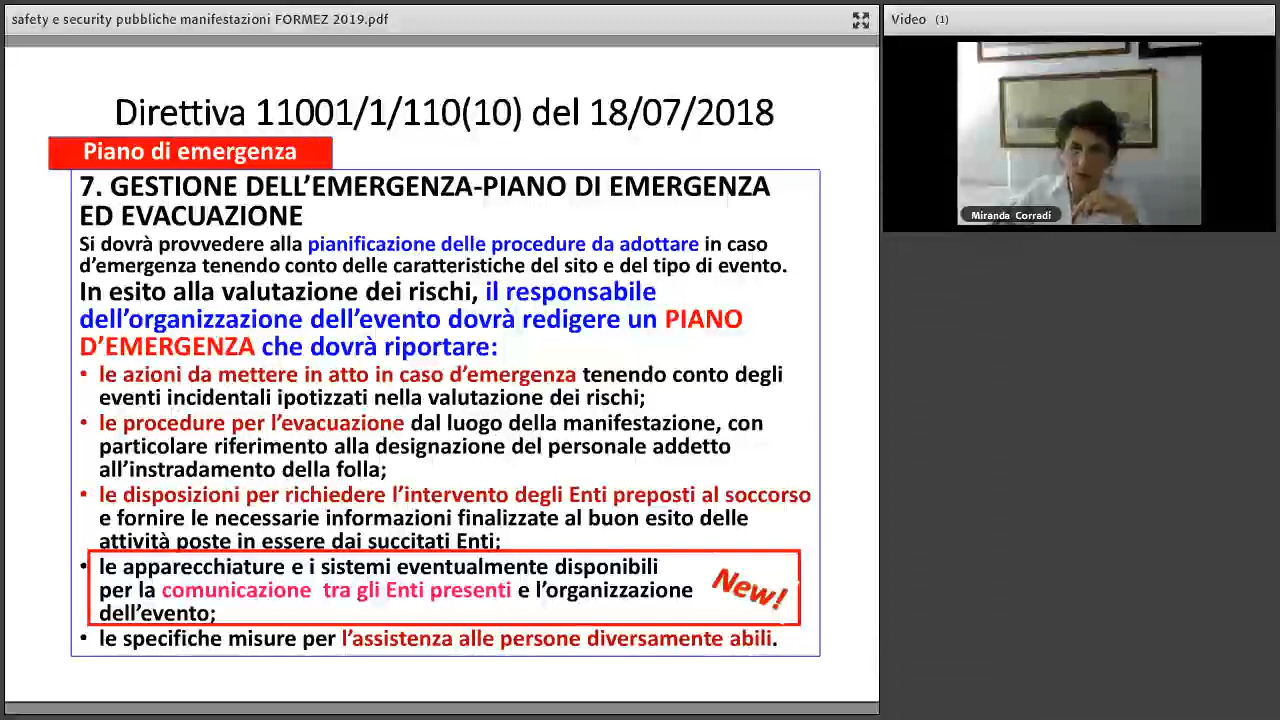 safety e security pubbliche manifestazioni FORMEZ 2019.pdf
Video (1)
Direttiva 11001/1/110(10) del 18/07/2018
Piano di emergenza
7. GESTIONE DELL’EMERGENZA-PIANO DI EMERGENZA
ED EVACUAZIONE
Si dovrà provvedere alla pianificazione delle procedure da adottare in caso
d’emergenza tenendo conto delle caratteristiche del sito e del tipo di evento.
In esito alla valutazione dei rischi, il responsabile
dell’organizzazione dell’evento dovrà redigere un PIANO
D’EMERGENZA che dovrà riportare:
• le azioni da mettere in atto in caso d’emergenza tenendo conto degli
eventi incidentali ipotizzati nella valutazione dei rischi;
• le procedure per l’evacuazione dal luogo della manifestazione, con
particolare riferimento alla designazione del personale addetto
all’instradamento della folla;
• le disposizioni per richiedere l’intervento degli Enti preposti al soccorso
e fornire le necessarie informazioni finalizzate al buon esito delle
attività poste in essere dai succitati Enti;
• le apparecchiature e i sistemi eventualmente disponibili
per la comunicazione tra gli Enti presenti e l’organizzazione
dell’evento;
New!
• le specifiche misure per l’assistenza alle persone diversamente abili.
Miranda Corradi